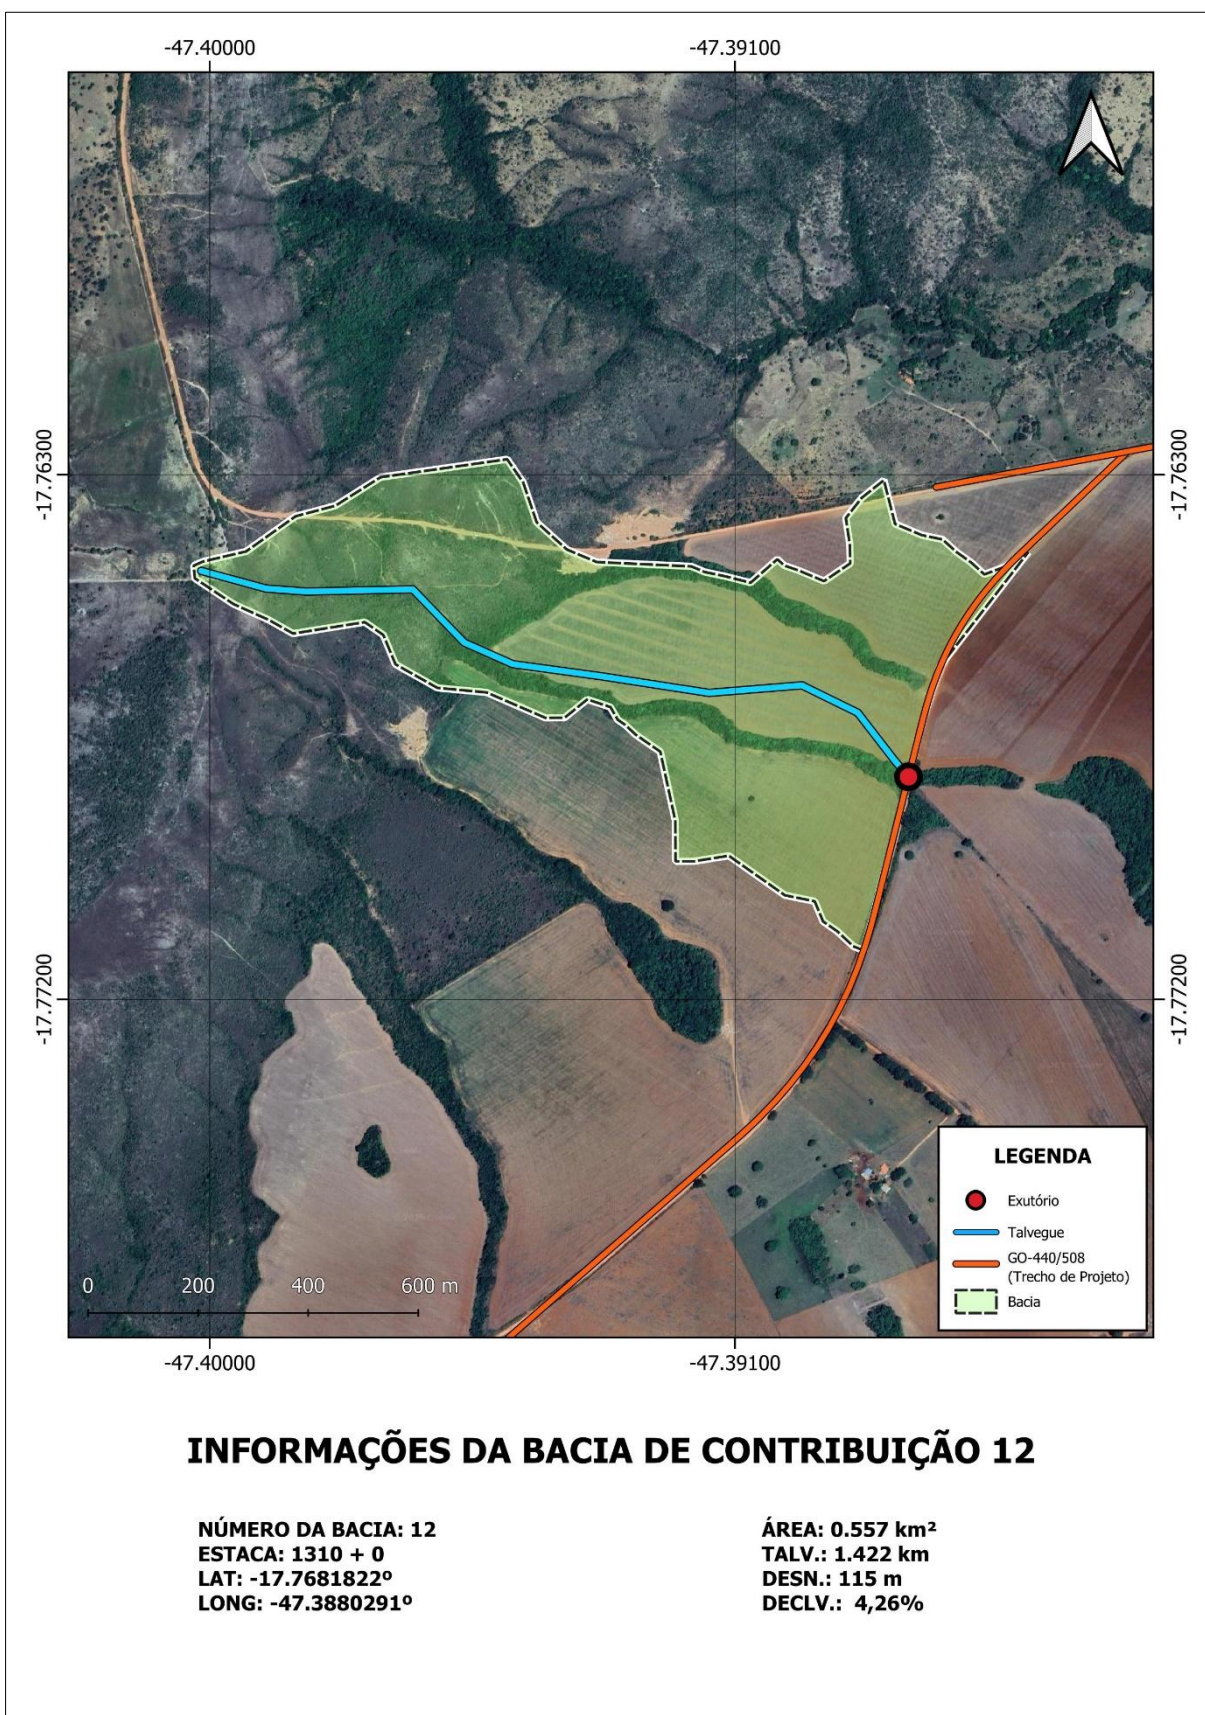 -47.40000
-47.39100
-17.76300
-17.76300
-17.77200
-17.77200
LEGENDA
Exutório
Talvegue
GO-440/508
(Trecho de Projeto)
Bacia
0 200 400 600 m
-47.40000
-47.39100
INFORMAÇÕES DA BACIA DE CONTRIBUIÇÃO 12
NÚMERO DA BACIA: 12
ESTACA: 1310 + 0
LAT: -17.7681822º
LONG: -47.3880291º
ÁREA: 0.557 km²
TALV.: 1.422 km
DESN.: 115 m
DECLV.: 4,26%